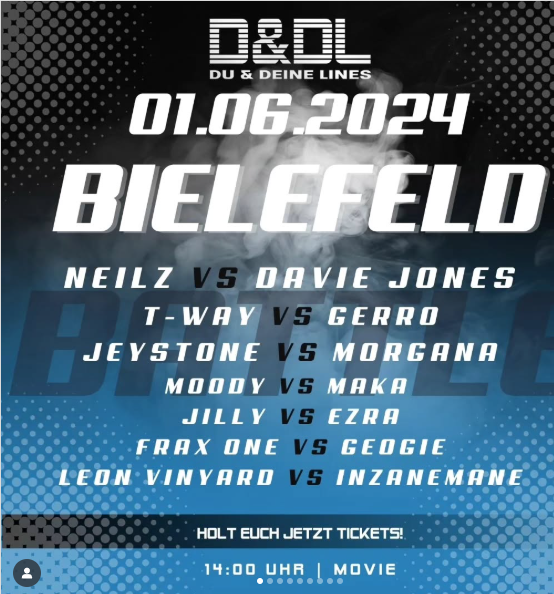 D&DL
DU & DEINE LINES
01.06.2024
BIELEFELD
NEILZ VS DAVIE JONES
T-WAY VS GERRO
JEYSTONE VS MORGANA
MOODY VS MAKA
JILLY VS EZRA
FRAX ONE VS GEOGIE
LEON VINYARD VS INZANEMANE
BATTLE
HOLT EUCH JETZT TICKETS!
14:00 UHR | MOVIE